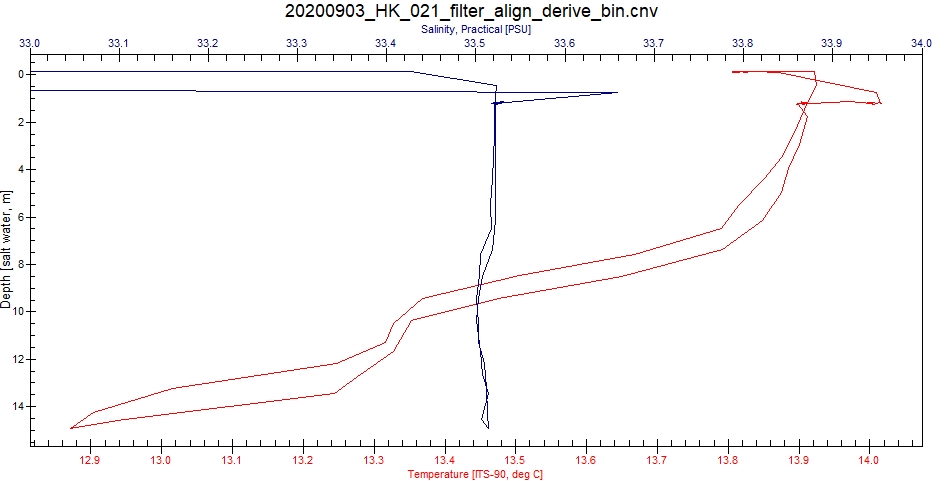 20200903_HK_021_filter_align_derive_bin.cnv
Salinity, Practical [PSU]
33.0 33.1 33.2 33.3 33.4 33.5 33.6 33.7 33.8 33.9 34.0
0
2
4
6
8
10
12
14
Depth [salt water, m]
12.9 13.0 13.1 13.2 13.3 13.4 13.5 13.6 13.7 13.8 13.9 14.0
Temperature [ITS-90, deg C]